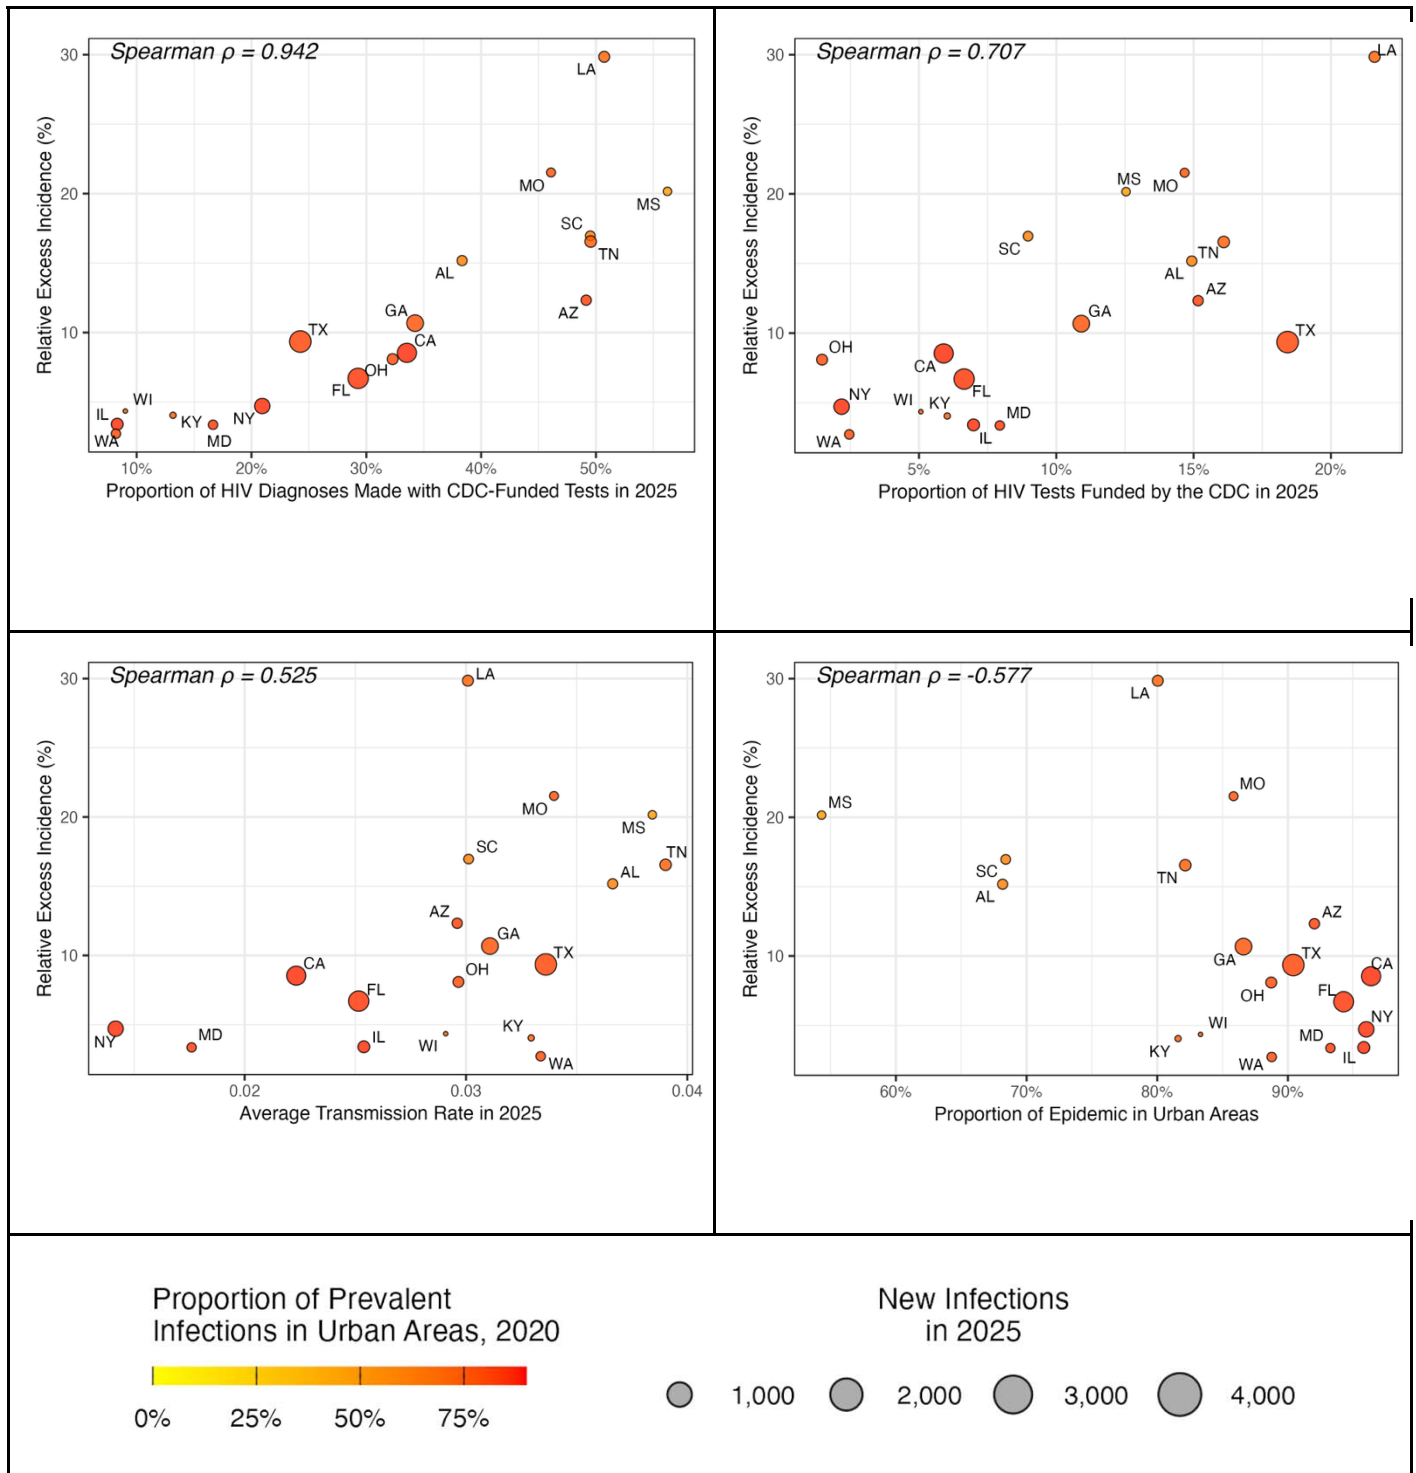 Spearman ρ = 0.942
Relative Excess Incidence (%)
30
20
10
LA
MO
MS
SC
TN
AL
AZ
GA
TX
CA
OH
FL
WI
NY
IL
KY
WA
MD
10%
20%
30%
40%
50%
Proportion of HIV Diagnoses Made with CDC-Funded Tests in 2025
Spearman ρ = 0.707
Relative Excess Incidence (%)
30
20
10
LA
MS
MO
SC
TN
AL
AZ
GA
TX
OH
CA
FL
NY
WI
KY
MD
WA
IL
5%
10%
15%
20%
Proportion of HIV Tests Funded by the CDC in 2025
Spearman ρ = 0.525
Relative Excess Incidence (%)
30
20
10
LA
MO
MS
SC
TN
AL
AZ
GA
TX
CA
OH
FL
NY
MD
IL
WI
KY
WA
0.02
0.03
0.04
Average Transmission Rate in 2025
Spearman ρ = -0.577
Relative Excess Incidence (%)
30
20
10
LA
MO
MS
SC
TN
AL
AZ
GA
TX
CA
OH
FL
NY
WI
MD
KY
WA
IL
60%
70%
80%
90%
Proportion of Epidemic in Urban Areas
Proportion of Prevalent
Infections in Urban Areas, 2020
0%
25%
50%
75%
New Infections
in 2025
1,000
2,000
3,000
4,000